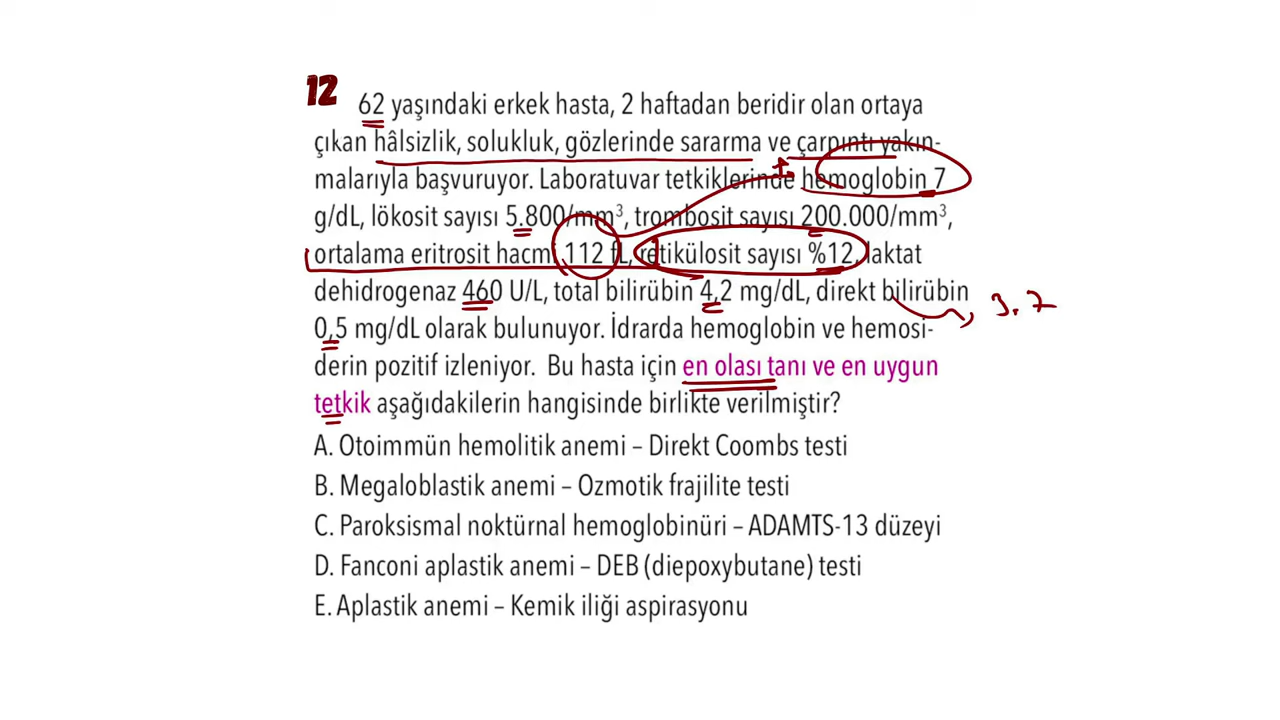 12
62 yaşındaki erkek hasta, 2 haftadan beridir olan ortaya
çıkan hâlsizlik, solukluk, gözlerinde sararma ve çarpıntı yakın-
malarıyla başvuruyor. Laboratuvar tetkiklerinde hemoglobin 7
g/dL, lökosit sayısı 5.800/mm³, trombosit sayısı 200.000/mm³,
ortalama eritrosit hacmi 112 fL, retikülosit sayısı %12, laktat
dehidrogenaz 460 U/L, total bilirübin 4,2 mg/dL, direkt bilirübin
3.7
0,5 mg/dL olarak bulunuyor. İdrarda hemoglobin ve hemosi-
derin pozitif izleniyor. Bu hasta için en olası tanı ve en uygun
tetkik aşağıdakilerin hangisinde birlikte verilmiştir?
A. Otoimmün hemolitik anemi – Direkt Coombs testi
B. Megaloblastik anemi – Ozmotik frajilite testi
C. Paroksismal noktürnal hemoglobinüri – ADAMTS-13 düzeyi
D. Fanconi aplastik anemi – DEB (diepoxybutane) testi
E. Aplastik anemi – Kemik iliği aspirasyonu